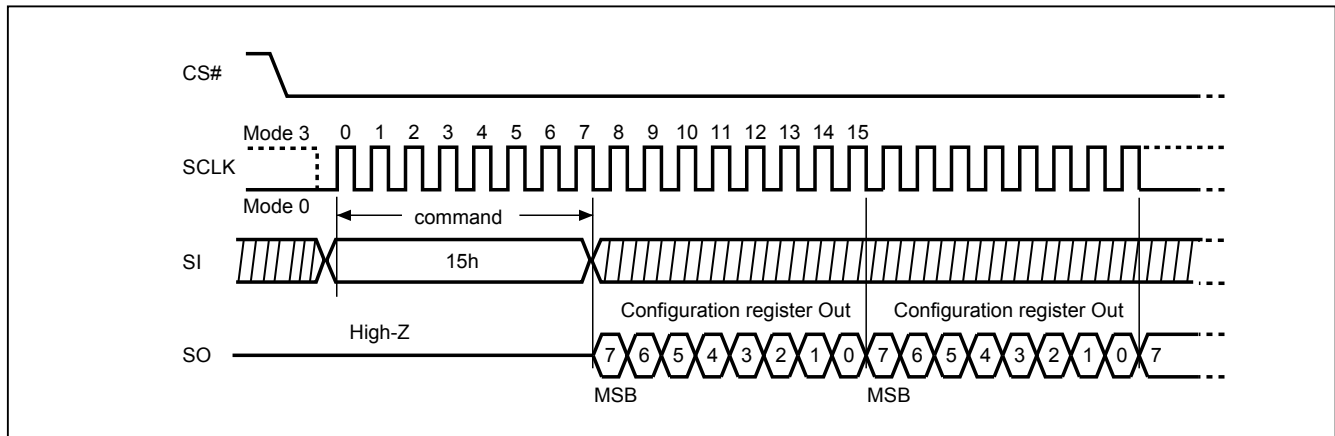 CS#
Mode 3 0 1 2 3 4 5 6 7 8 9 10 11 12 13 14 15
SCLK
Mode 0
command
SI 15h
Configuration register Out Configuration register Out
High-Z
SO 7 6 5 4 3 2 1 0 7 6 5 4 3 2 1 0 7
MSB MSB